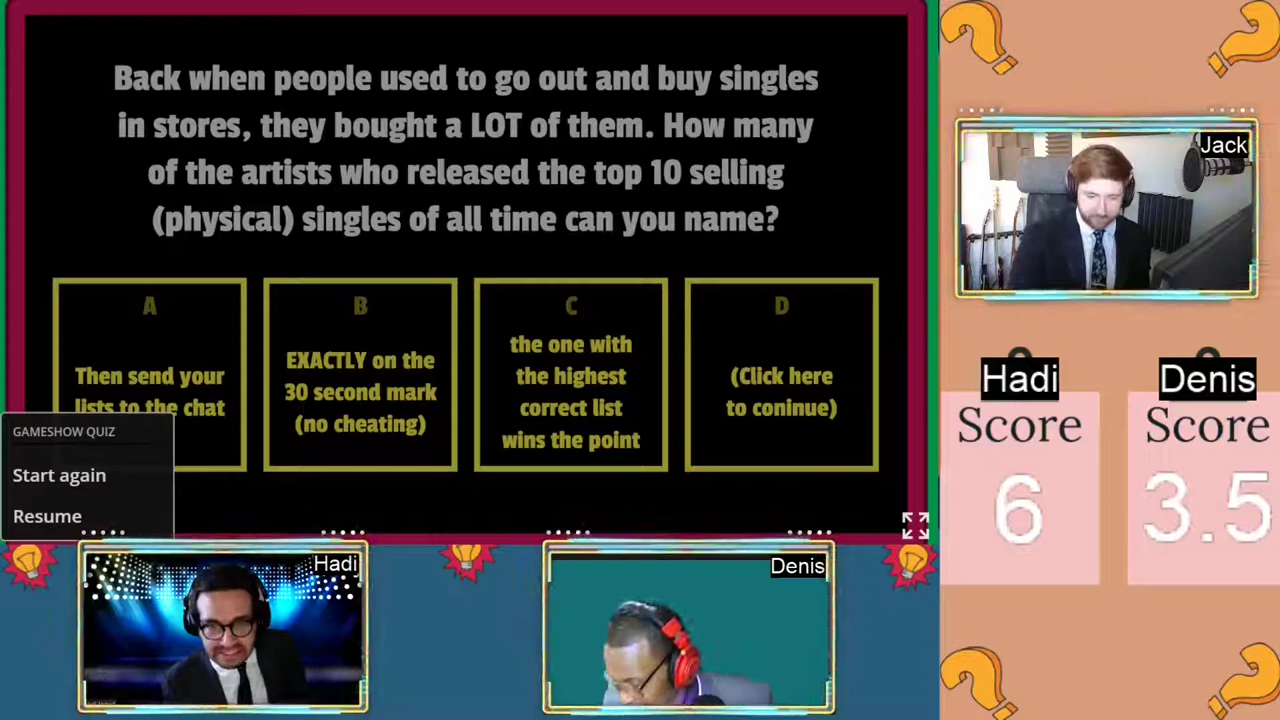 Back when people used to go out and buy singles
in stores, they bought a LOT of them. How many
of the artists who released the top 10 selling
(physical) singles of all time can you name?
A
Then send your
lists to the chat
B
EXACTLY on the
30 second mark
(no cheating)
C
the one with
the highest
correct list
wins the point
D
(Click here
to coninue)
GAMESHOW QUIZ
Start again
Resume
Jack
Hadi
Score
6
Denis
Score
3.5
Hadi
Denis